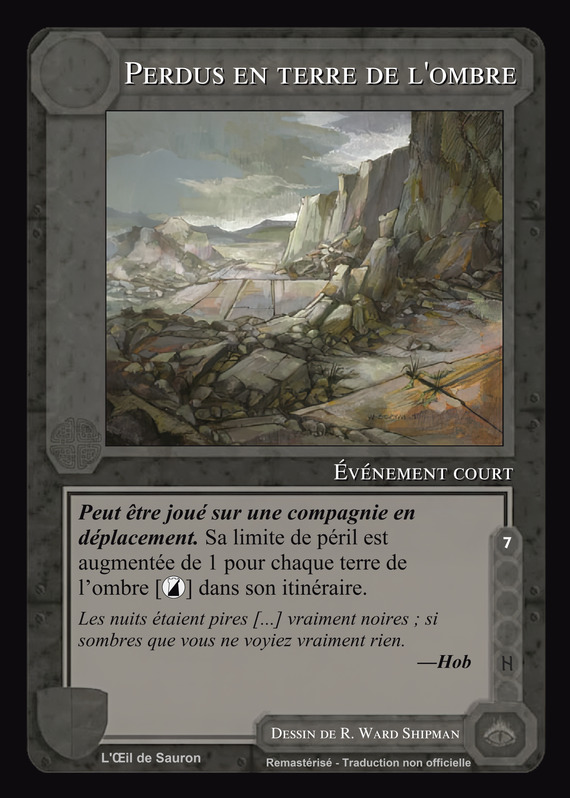 Perdus en terre de l'ombre
Événement court
Peut être joué sur une compagnie en
déplacement. Sa limite de péril est
augmentée de 1 pour chaque terre de
l’ombre [ ] dans son itinéraire.
Les nuits étaient pires [...] vraiment noires ; si
sombres que vous ne voyiez vraiment rien.
—Hob
7
Dessin de R. Ward Shipman
L'Œil de Sauron
Remastérisé - Traduction non officielle